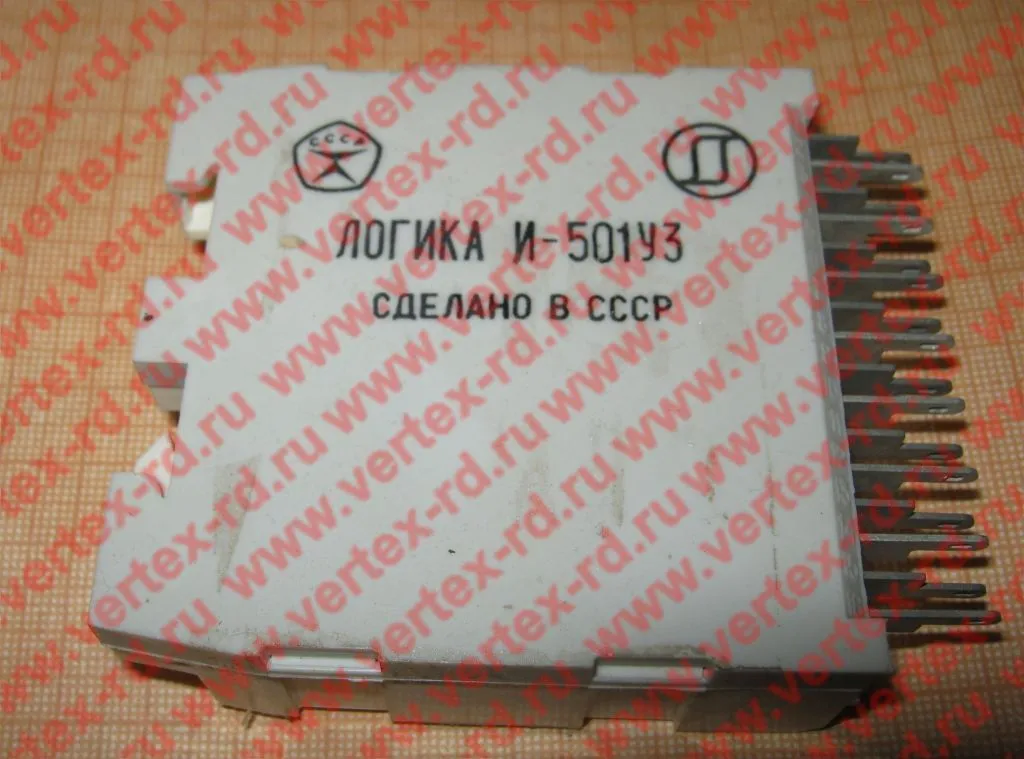 СССР
ЛОГИКА И-501У3
СДЕЛАНО В СССР
www.vertex-rd.ru